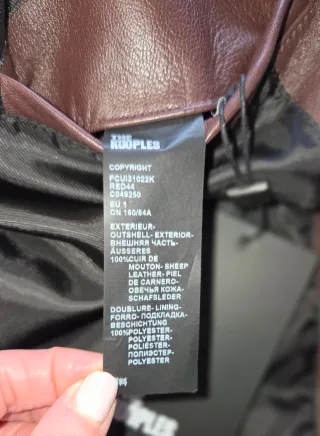 THE
KOOPLES
COPYRIGHT
FCUI31022K
RED44
C049250
EU 1
CN 160/84A
EXTERIEUR-
OUTSHELL- EXTERIOR-
ВНЕШНЯЯ ЧАСТЬ-
ÄUSSERES
100%CUIR DE
MOUTON- SHEEP
LEATHER- PIEL
DE CARNERO-
ОВЕЧЬЯ КОЖА-
SCHAFSLEDER
DOUBLURE- LINING-
FORRO- ПОДКЛАДКА-
BESCHICHTUNG
100%POLYESTER-
POLYESTER-
POLIÉSTER-
ПОЛИЭСТЕР-
POLYESTER